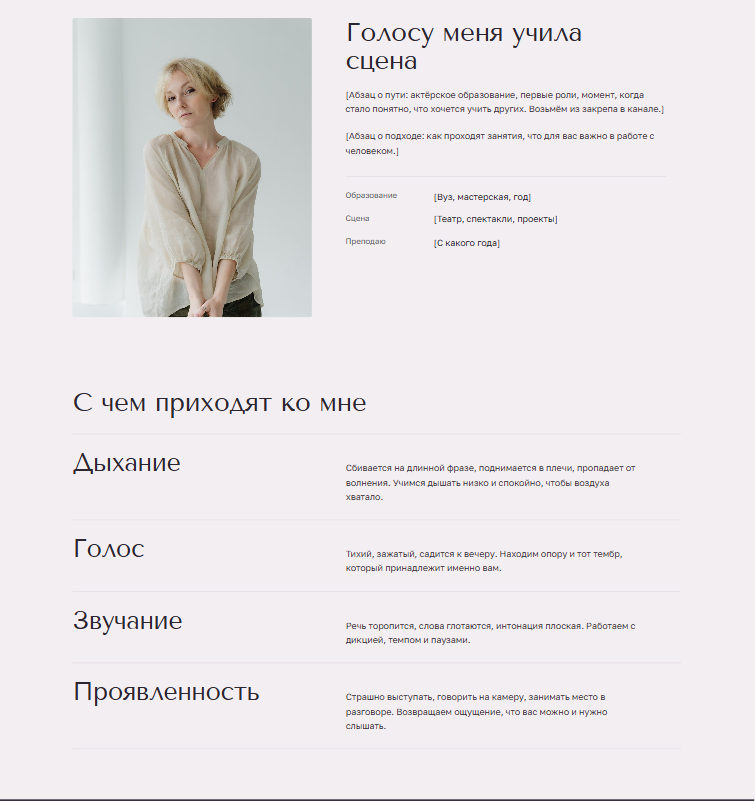 Голосу меня учила
сцена
[Абзац о пути: актёрское образование, первые роли, момент, когда
стало понятно, что хочется учить других. Возьмём из закрепа в канале.]
[Абзац о подходе: как проходят занятия, что для вас важно в работе с
человеком.]
Образование [Вуз, мастерская, год]
Сцена [Театр, спектакли, проекты]
Преподаю [С какого года]
С чем приходят ко мне
Дыхание
Сбивается на длинной фразе, поднимается в плечи, пропадает от
волнения. Учимся дышать низко и спокойно, чтобы воздуха
хватало.
Голос
Тихий, зажатый, садится к вечеру. Находим опору и тот тембр,
который принадлежит именно вам.
Звучание
Речь торопится, слова глотаются, интонация плоская. Работаем с
дикцией, темпом и паузами.
Проявленность
Страшно выступать, говорить на камеру, занимать место в
разговоре. Возвращаем ощущение, что вас можно и нужно
слышать.